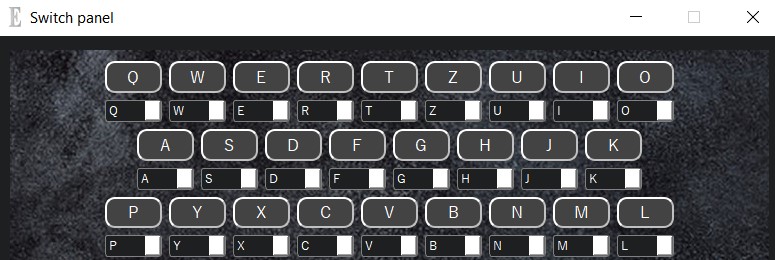 E Switch panel
Q W E R T Z U I O
Q W E R T Z U I O
A S D F G H J K
A S D F G H J K
P Y X C V B N M L
P Y X C V B N M L